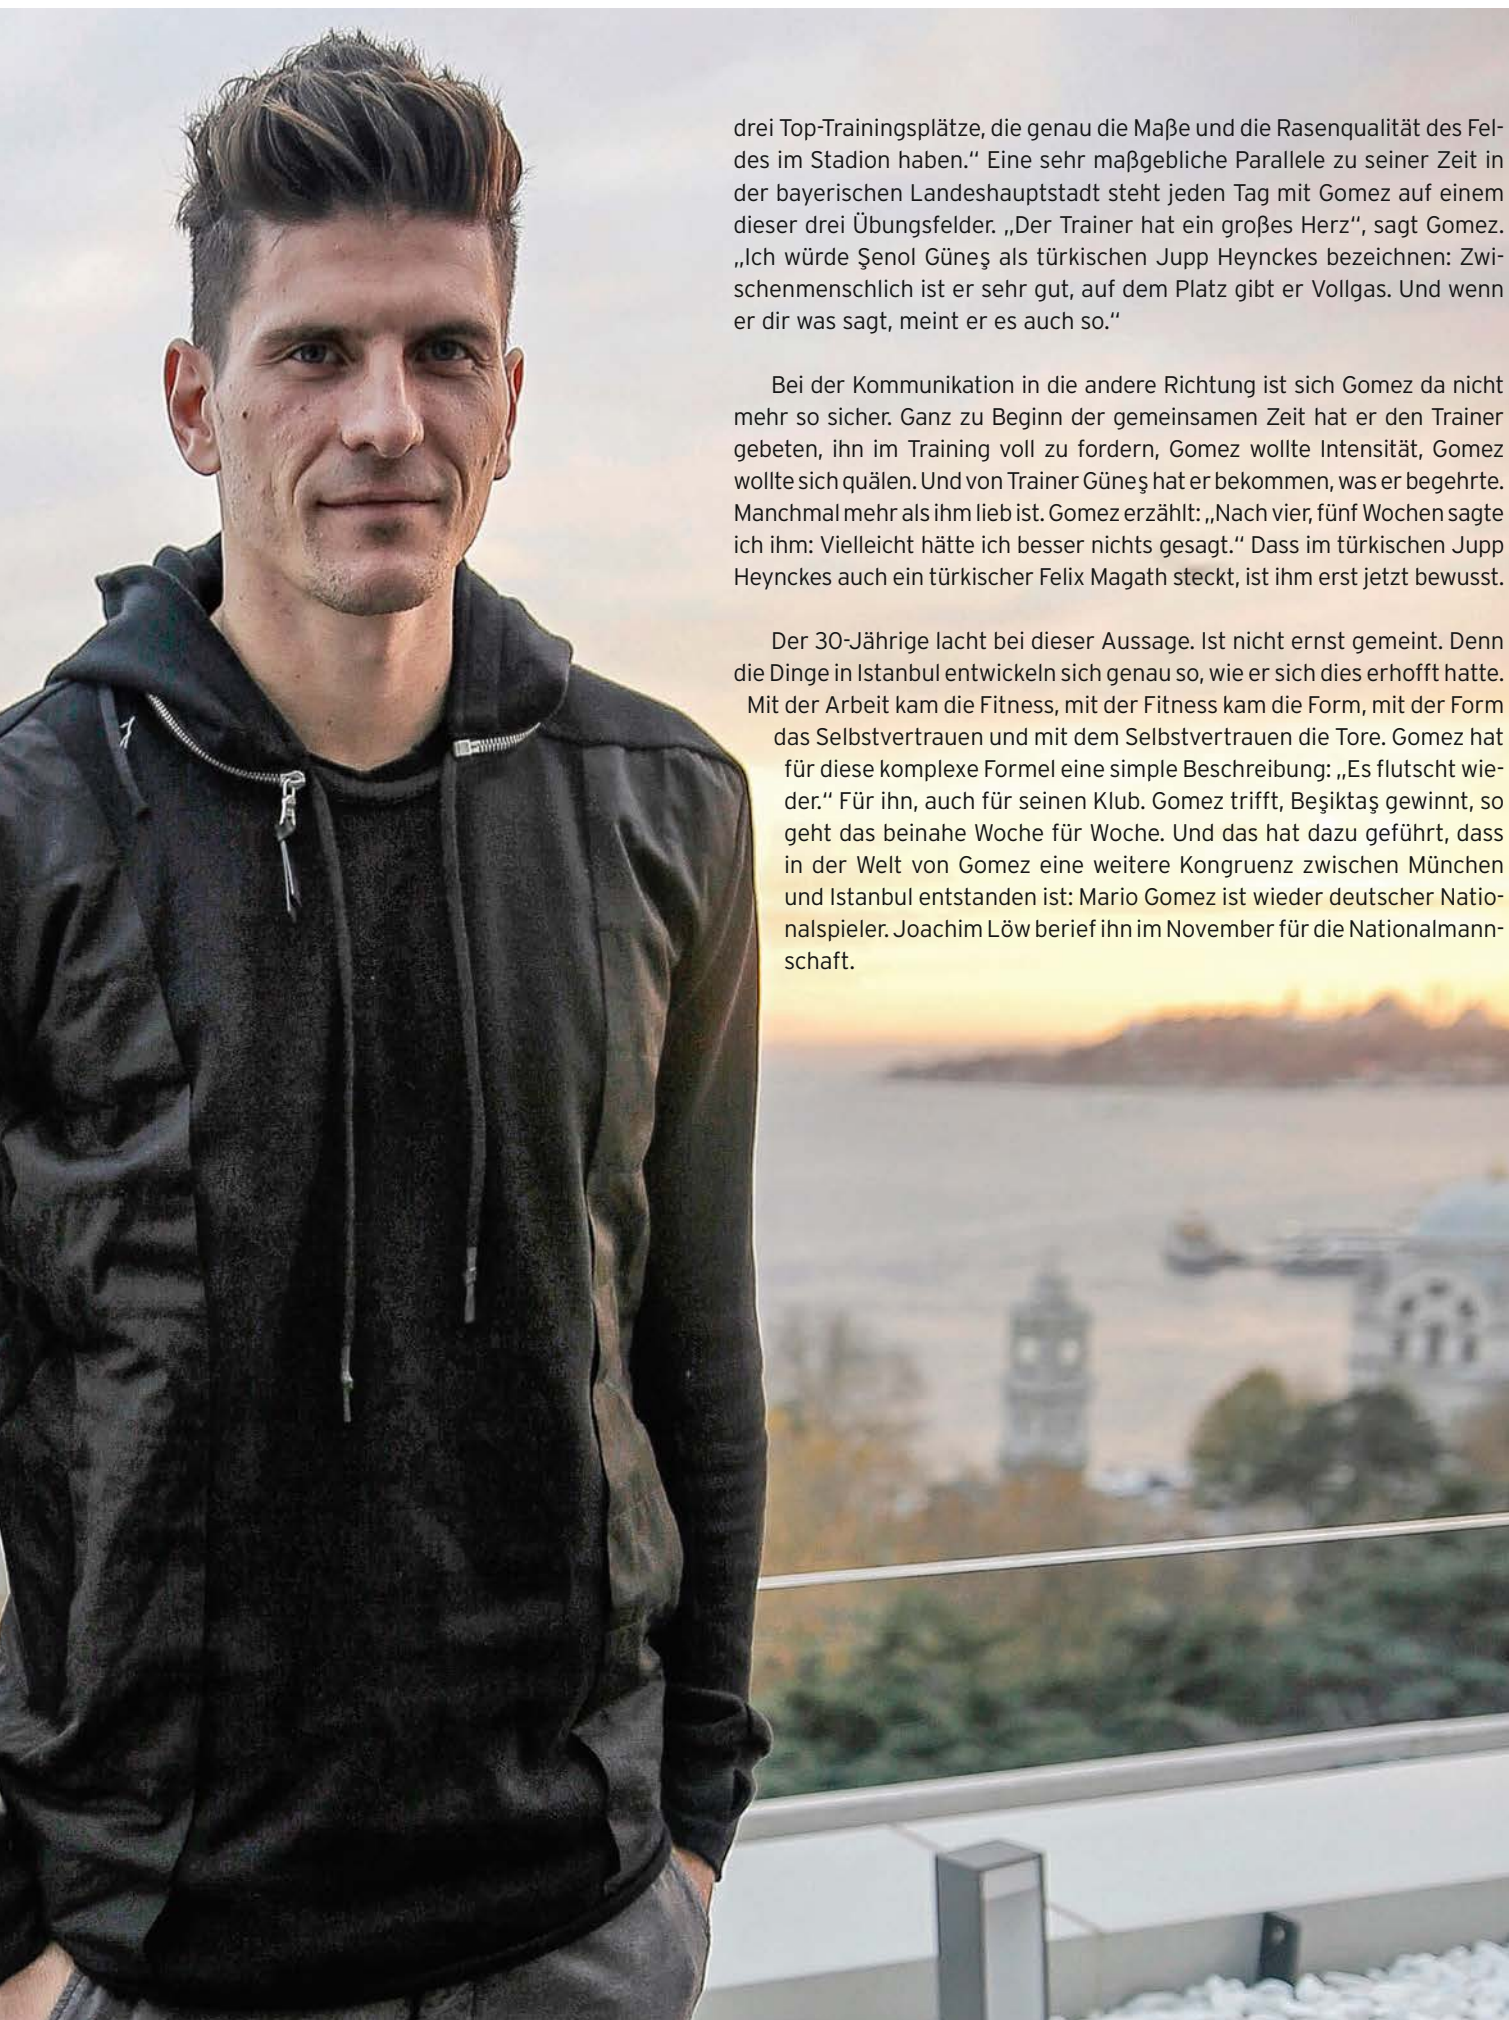 drei Top-Trainingsplätze, die genau die Maße und die Rasenqualität des Fel-
des im Stadion haben.“ Eine sehr maßgebliche Parallele zu seiner Zeit in
der bayerischen Landeshauptstadt steht jeden Tag mit Gomez auf einem
dieser drei Übungsfelder. „Der Trainer hat ein großes Herz“, sagt Gomez.
„Ich würde Şenol Güneş als türkischen Jupp Heynckes bezeichnen: Zwi-
schenmenschlich ist er sehr gut, auf dem Platz gibt er Vollgas. Und wenn
er dir was sagt, meint er es auch so.“
Bei der Kommunikation in die andere Richtung ist sich Gomez da nicht
mehr so sicher. Ganz zu Beginn der gemeinsamen Zeit hat er den Trainer
gebeten, ihn im Training voll zu fordern, Gomez wollte Intensität, Gomez
wollte sich quälen. Und von Trainer Güneş hat er bekommen, was er begehrte.
Manchmal mehr als ihm lieb ist. Gomez erzählt: „Nach vier, fünf Wochen sagte
ich ihm: Vielleicht hätte ich besser nichts gesagt.“ Dass im türkischen Jupp
Heynckes auch ein türkischer Felix Magath steckt, ist ihm erst jetzt bewusst.
Der 30-Jährige lacht bei dieser Aussage. Ist nicht ernst gemeint. Denn
die Dinge in Istanbul entwickeln sich genau so, wie er sich dies erhofft hatte.
Mit der Arbeit kam die Fitness, mit der Fitness kam die Form, mit der Form
das Selbstvertrauen und mit dem Selbstvertrauen die Tore. Gomez hat
für diese komplexe Formel eine simple Beschreibung: „Es flutscht wie-
der.“ Für ihn, auch für seinen Klub. Gomez trifft, Beşiktaş gewinnt, so
geht das beinahe Woche für Woche. Und das hat dazu geführt, dass
in der Welt von Gomez eine weitere Kongruenz zwischen München
und Istanbul entstanden ist: Mario Gomez ist wieder deutscher Natio-
nalspieler. Joachim Löw berief ihn im November für die Nationalmann-
schaft.